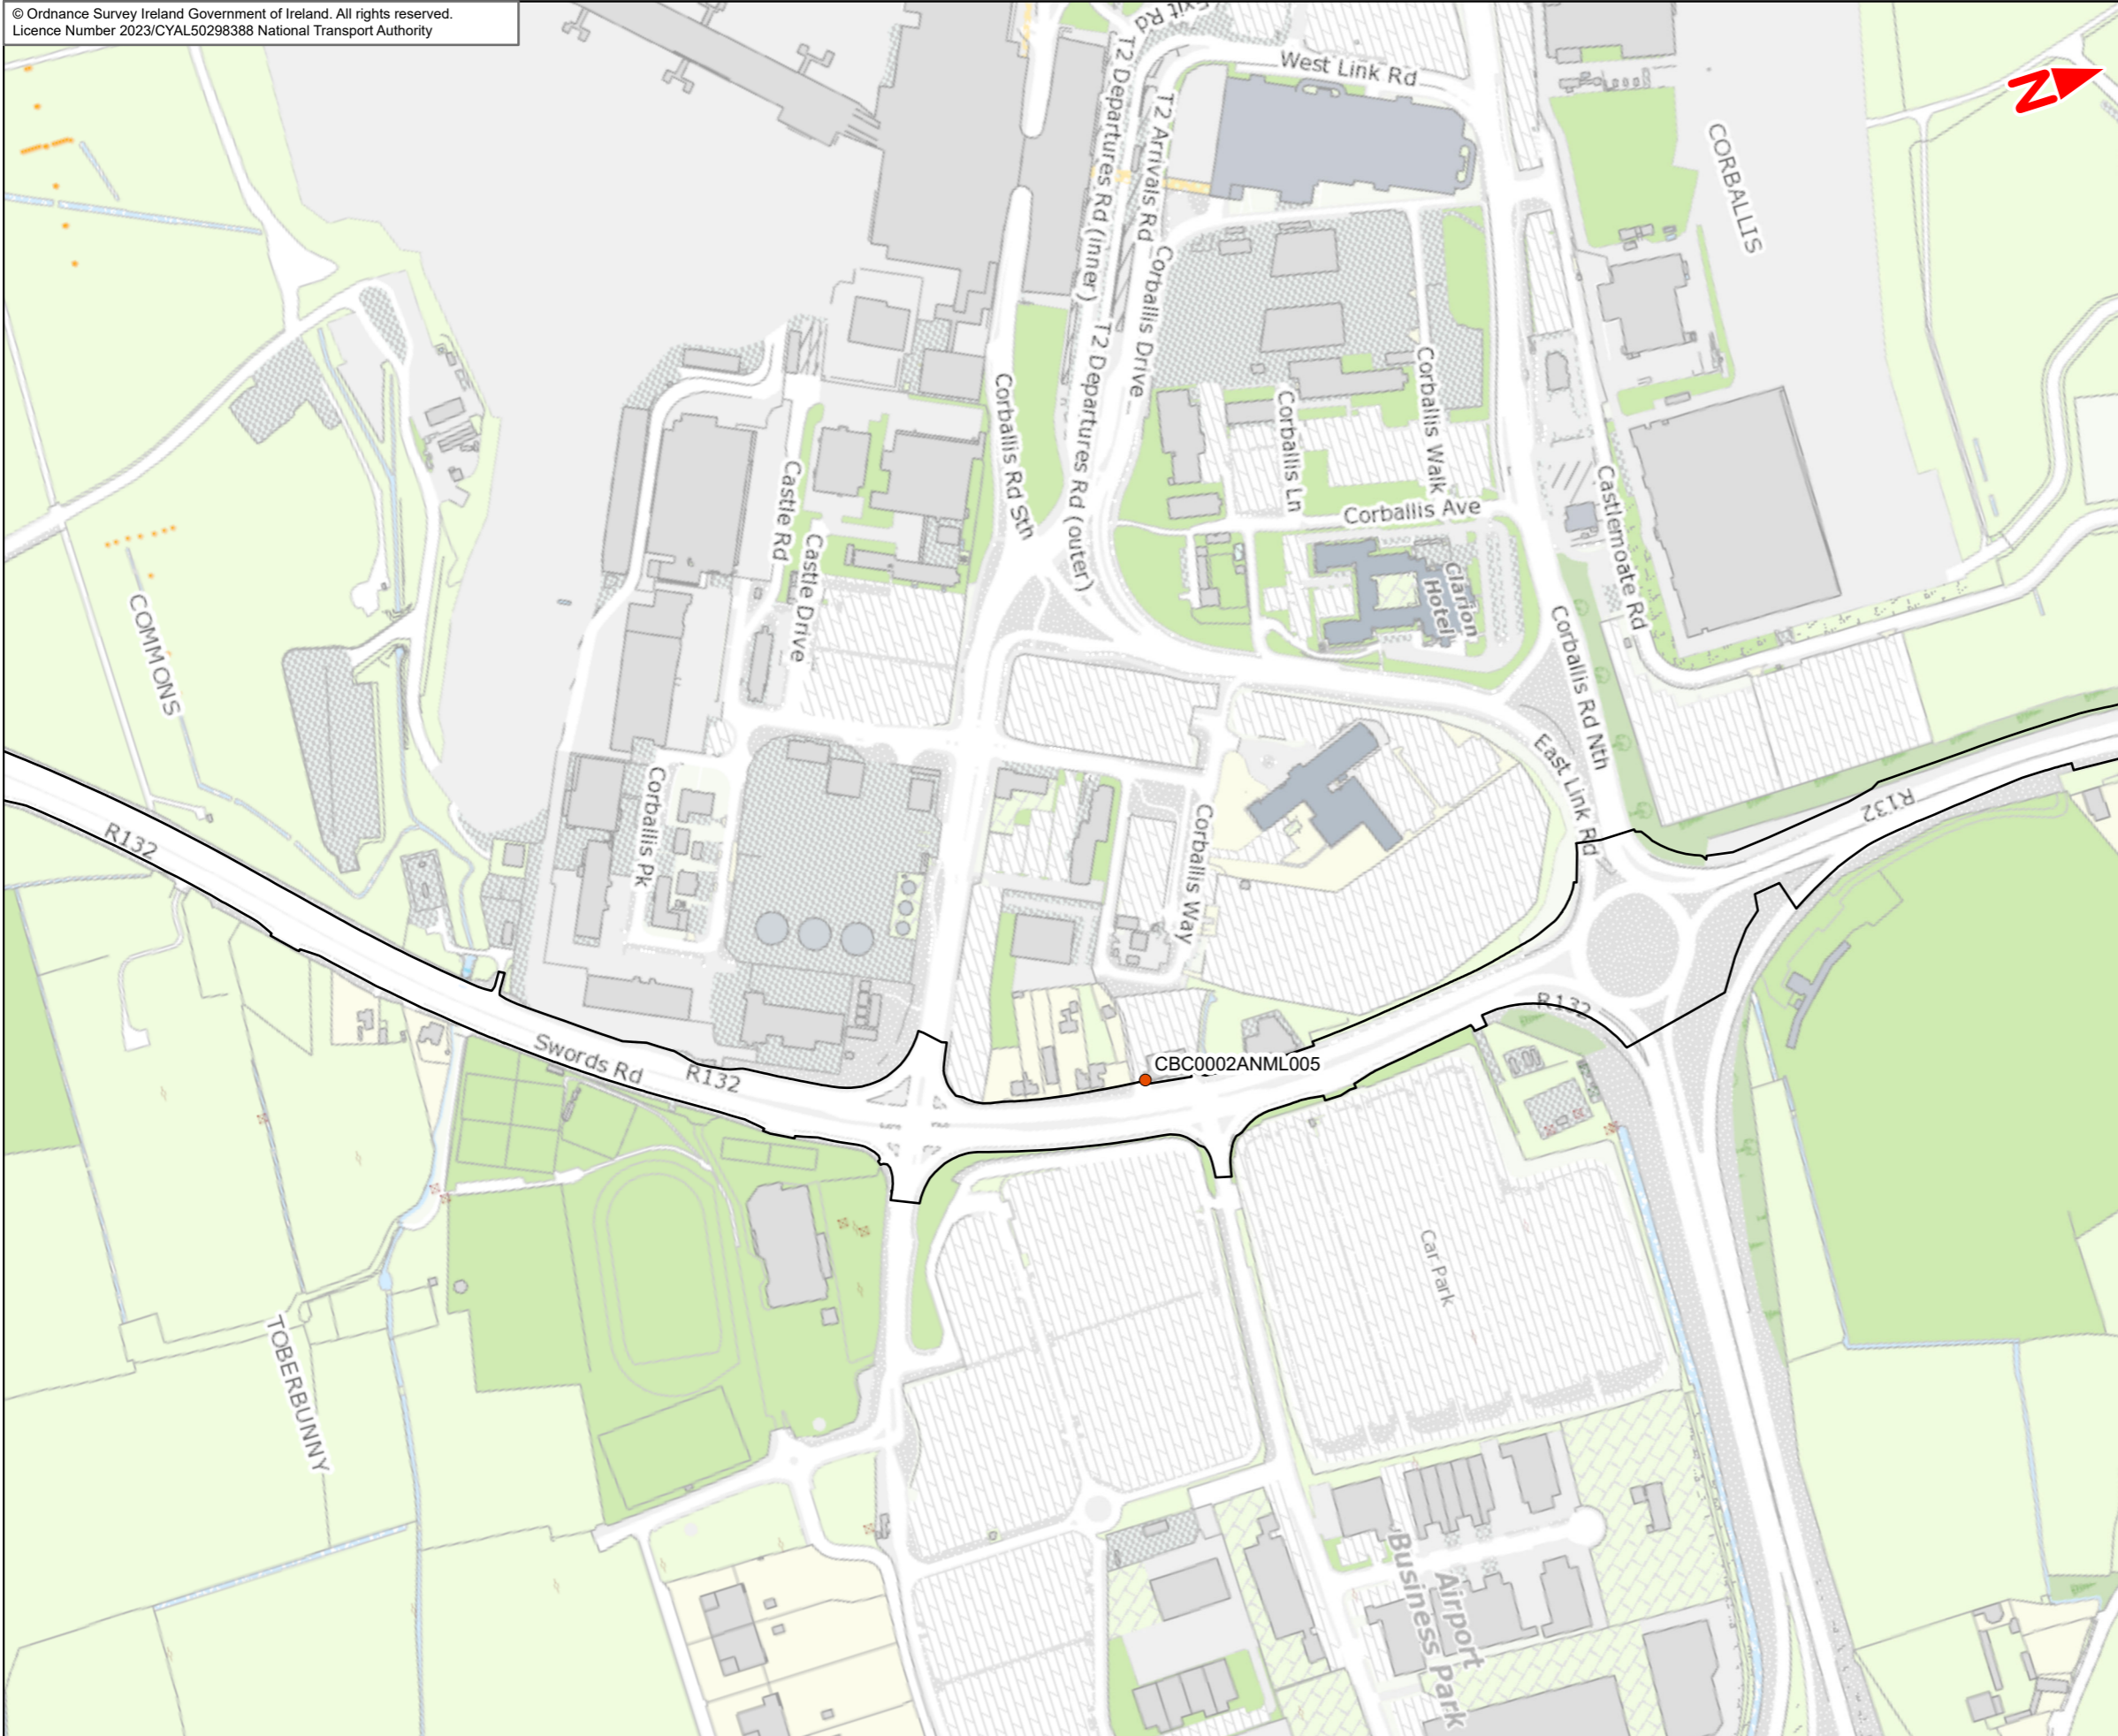 © Ordnance Survey Ireland Government of Ireland. All rights reserved.
Licence Number 2023/CYAL50298388 National Transport Authority
Exit Rd
West Link Rd
N
T2 Departures Rd (inner)
T2 Arrivals Rd
CORBALLIS
Corballis Drive
T2 Departures Rd (outer)
Corballis Rd Sth
Corballis Ln
Corballis Walk
Castle Rd
Corballis Ave
Castlemoate Rd
Castle Drive
Clarion
Hotel
COMMONS
Corballis Rd Nth
East Link Rd
Corballis Pk
Corballis Way
R132
R132
R132
Swords Rd
R132
CBC0002ANML005
Car Park
TOBERBUNNY
Airport
Business Park